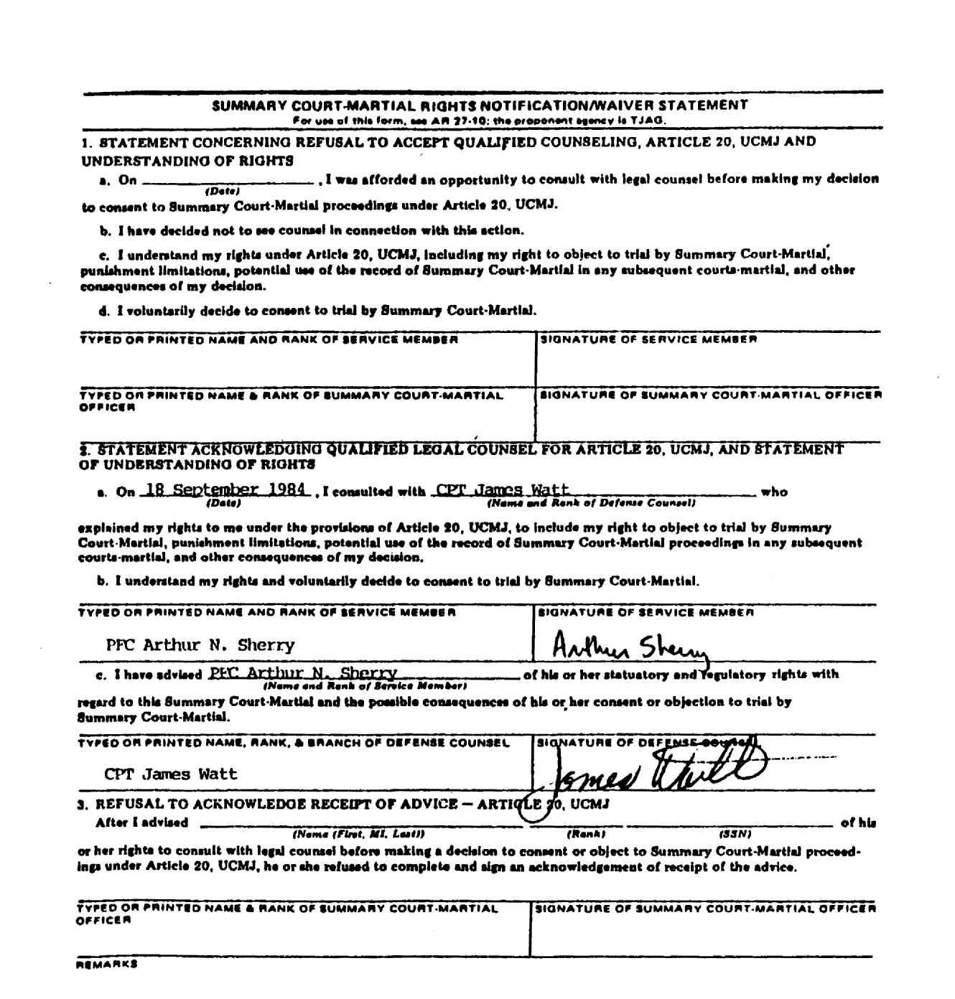 SUMMARY COURT-MARTIAL RIGHTS NOTIFICATION/WAIVER STATEMENT
For use of this form, see AR 27-10; the proponent agency is TJAG.
1. STATEMENT CONCERNING REFUSAL TO ACCEPT QUALIFIED COUNSELING, ARTICLE 20, UCMJ AND
UNDERSTANDING OF RIGHTS
a. On ____________ , I was afforded an opportunity to consult with legal counsel before making my decision
(Date)
to consent to Summary Court-Martial proceedings under Article 20, UCMJ.
b. I have decided not to see counsel in connection with this action.
c. I understand my rights under Article 20, UCMJ, including my right to object to trial by Summary Court-Martial,
punishment limitations, potential use of the record of Summary Court-Martial in any subsequent courts-martial, and other
consequences of my decision.
d. I voluntarily decide to consent to trial by Summary Court-Martial.
TYPED OR PRINTED NAME AND RANK OF SERVICE MEMBER SIGNATURE OF SERVICE MEMBER
TYPED OR PRINTED NAME & RANK OF SUMMARY COURT-MARTIAL SIGNATURE OF SUMMARY COURT-MARTIAL OFFICER
OFFICER
2. STATEMENT ACKNOWLEDGING QUALIFIED LEGAL COUNSEL FOR ARTICLE 20, UCMJ, AND STATEMENT
OF UNDERSTANDING OF RIGHTS
a. On 18 September 1984 , I consulted with CPT James Watt who
(Date) (Name and Rank of Defense Counsel)
explained my rights to me under the provisions of Article 20, UCMJ, to include my right to object to trial by Summary
Court-Martial, punishment limitations, potential use of the record of Summary Court-Martial proceedings in any subsequent
courts-martial, and other consequences of my decision.
b. I understand my rights and voluntarily decide to consent to trial by Summary Court-Martial.
TYPED OR PRINTED NAME AND RANK OF SERVICE MEMBER SIGNATURE OF SERVICE MEMBER
PFC Arthur N. Sherry Arthur Sherry
c. I have advised PFC Arthur N. Sherry of his or her statuatory and regulatory rights with
(Name and Rank of Service Member)
regard to this Summary Court-Martial and the possible consequences of his or her consent or objection to trial by
Summary Court-Martial.
TYPED OR PRINTED NAME, RANK, & BRANCH OF DEFENSE COUNSEL SIGNATURE OF DEFENSE COUNSEL
CPT James Watt James Watt
3. REFUSAL TO ACKNOWLEDGE RECEIPT OF ADVICE — ARTICLE 20, UCMJ
After I advised ____________ ____________ ____________ of his
(Name (First, MI, Last)) (Rank) (SSN)
or her rights to consult with legal counsel before making a decision to consent or object to Summary Court-Martial proceed-
ings under Article 20, UCMJ, he or she refused to complete and sign an acknowledgement of receipt of the advice.
TYPED OR PRINTED NAME & RANK OF SUMMARY COURT-MARTIAL SIGNATURE OF SUMMARY COURT-MARTIAL OFFICER
OFFICER
REMARKS